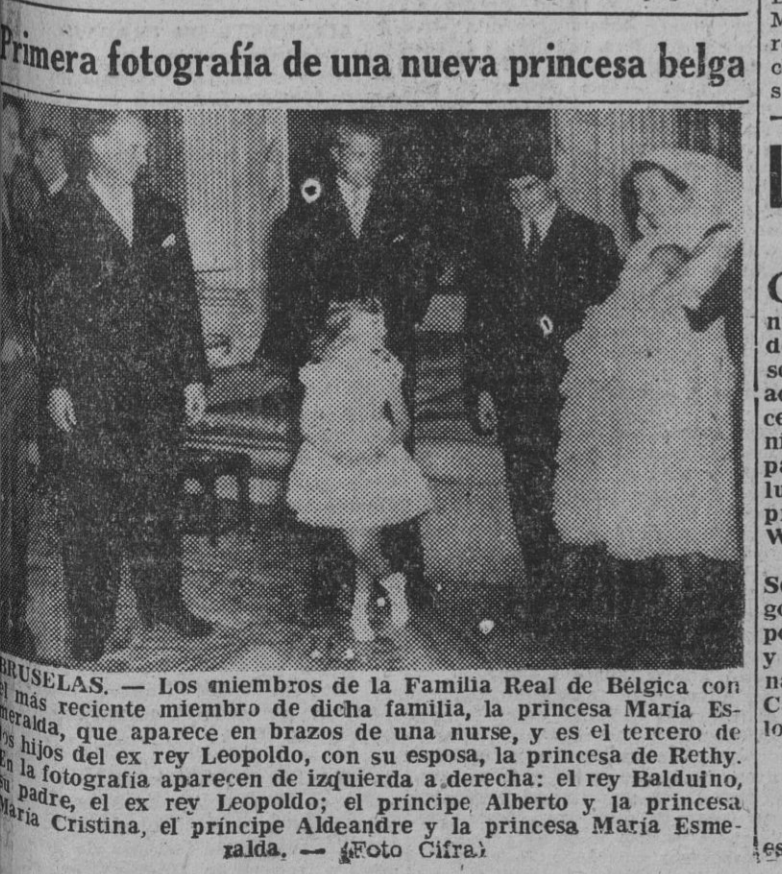 Primera fotografía de una nueva princesa belga
BRUSELAS. — Los miembros de la Familia Real de Bélgica con
el más reciente miembro de dicha familia, la princesa María Es-
meralda, que aparece en brazos de una nurse, y es el tercero de
los hijos del ex rey Leopoldo, con su esposa, la princesa de Rethy.
En la fotografía aparecen de izquierda a derecha: el rey Balduino,
su padre, el ex rey Leopoldo; el príncipe Alberto y la princesa
María Cristina, el príncipe Aldeandre y la princesa María Esme-
ralda. — (Foto Cifra)